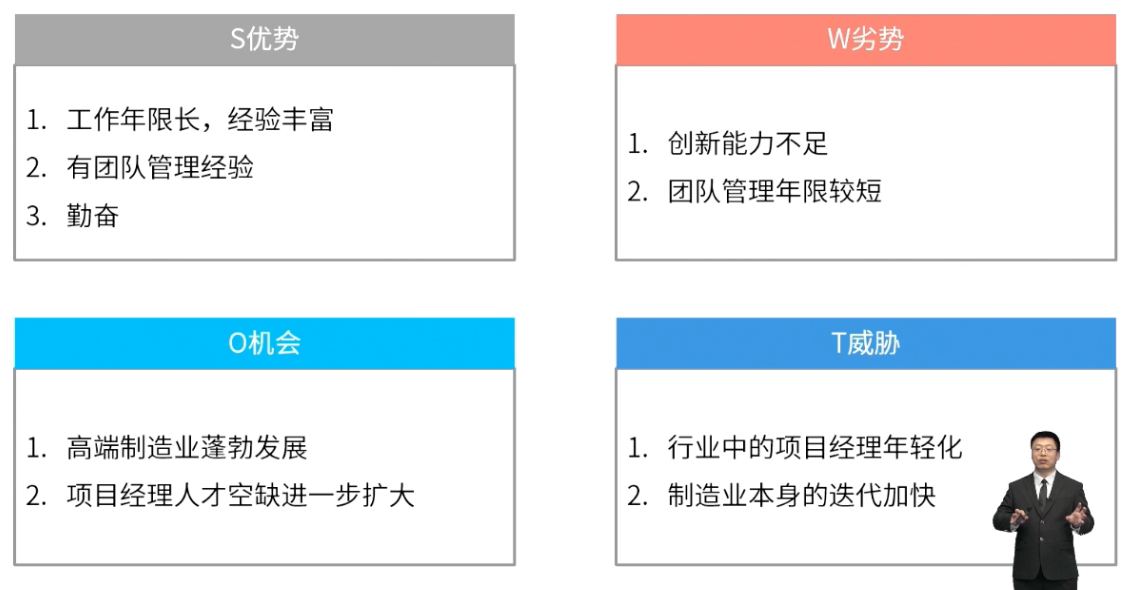 S优势
1. 工作年限长，经验丰富
2. 有团队管理经验
3. 勤奋
W劣势
1. 创新能力不足
2. 团队管理年限较短
O机会
1. 高端制造业蓬勃发展
2. 项目经理人才空缺进一步扩大
T威胁
1. 行业中的项目经理年轻化
2. 制造业本身的迭代加快